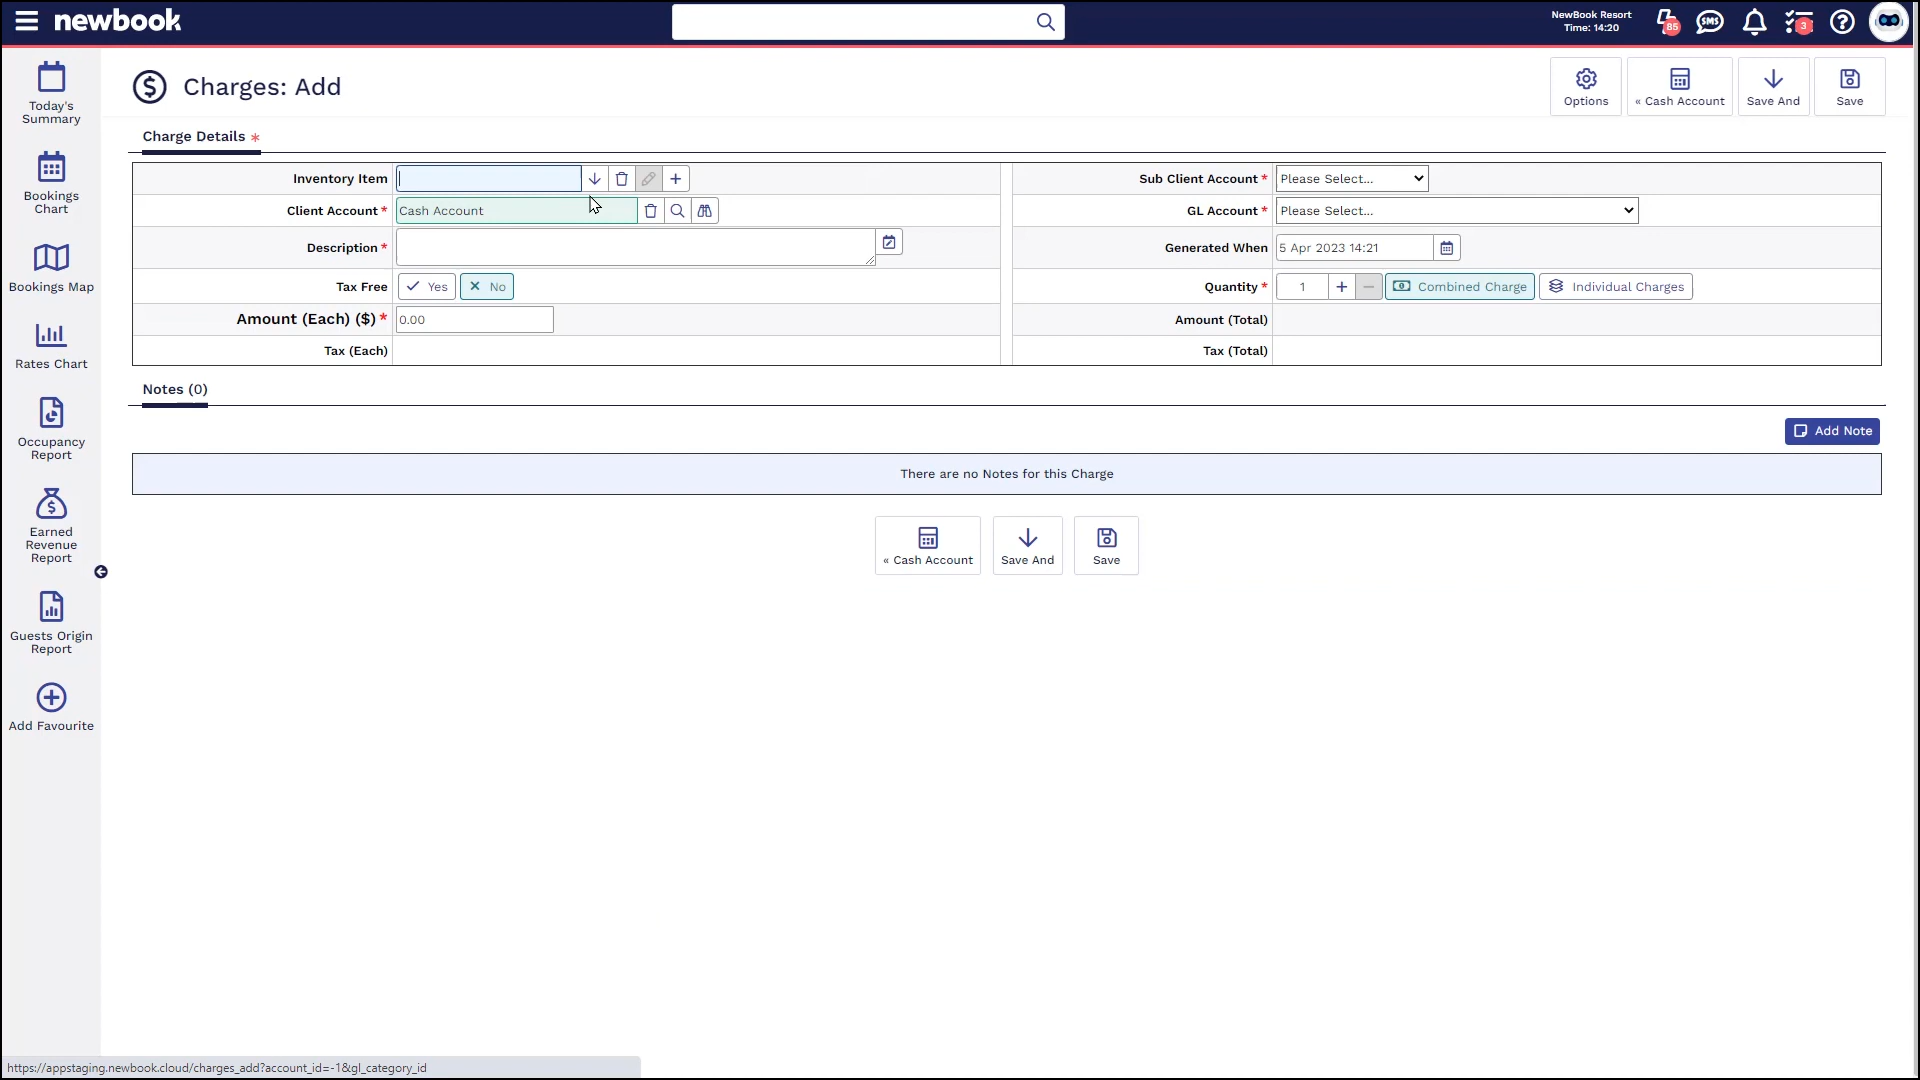 newbook
NewBook Resort
Time: 14:20
85
SMS
3
Today's
Summary
Bookings
Chart
Bookings Map
Rates Chart
Occupancy
Report
Earned
Revenue
Report
Guests Origin
Report
Add Favourite
Charges: Add
Options
« Cash Account
Save And
Save
Charge Details *
Inventory Item
Sub Client Account *
Please Select...
Client Account *
Cash Account
GL Account *
Please Select...
Description *
Generated When
5 Apr 2023 14:21
Tax Free
Yes
No
Quantity *
1
Combined Charge
Individual Charges
Amount (Each) ($) *
0.00
Amount (Total)
Tax (Each)
Tax (Total)
Notes (0)
Add Note
There are no Notes for this Charge
« Cash Account
Save And
Save
https://appstaging.newbook.cloud/charges_add?account_id=-1&gl_category_id